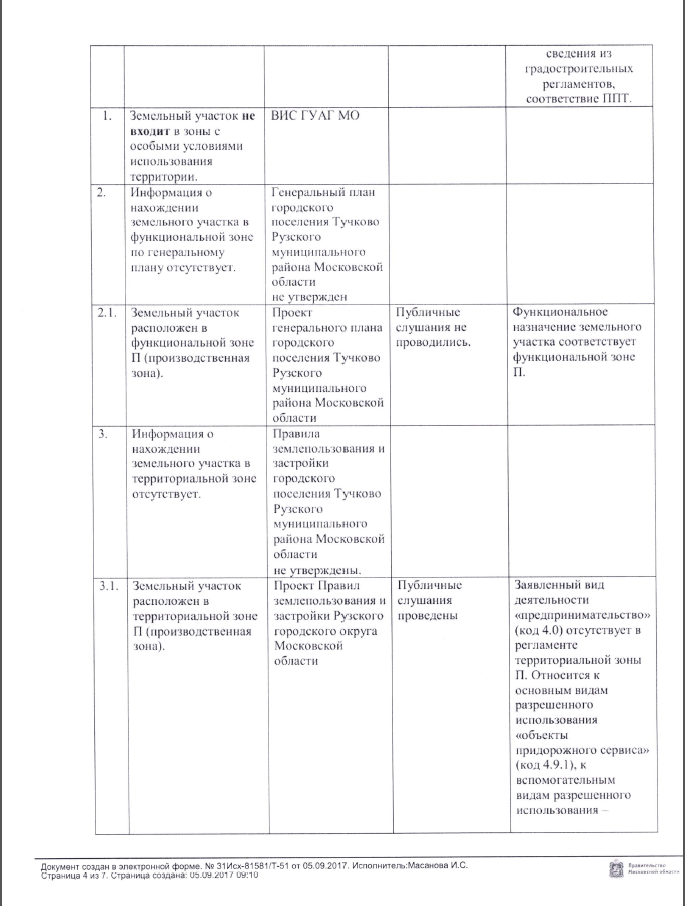 сведения из
градостроительных
регламентов,
соответствие ППТ.
1.
Земельный участок не
входит в зоны с
особыми условиями
использования
территории.
ВИС ГУАГ МО
2.
Информация о
нахождении
земельного участка в
функциональной зоне
по генеральному
плану отсутствует.
Генеральный план
городского
поселения Тучково
Рузского
муниципального
района Московской
области
не утвержден
2.1.
Земельный участок
расположен в
функциональной зоне
П (производственная
зона).
Проект
генерального плана
городского
поселения Тучково
Рузского
муниципального
района Московской
области
Публичные
слушания не
проводились.
Функциональное
назначение земельного
участка соответствует
функциональной зоне
П.
3.
Информация о
нахождении
земельного участка в
территориальной зоне
отсутствует.
Правила
землепользования и
застройки
городского
поселения Тучково
Рузского
муниципального
района Московской
области
не утверждены.
3.1.
Земельный участок
расположен в
территориальной зоне
П (производственная
зона).
Проект Правил
землепользования и
застройки Рузского
городского округа
Московской
области
Публичные
слушания
проведены
Заявленный вид
деятельности
«предпринимательство»
(код 4.0) отсутствует в
регламенте
территориальной зоны
П. Относится к
основным видам
разрешенного
использования
«объекты
придорожного сервиса»
(код 4.9.1), к
вспомогательным
видам разрешенного
использования –
Документ создан в электронной форме. № 31Исх-81581/Т-51 от 05.09.2017. Исполнитель:Масанова И.С.
Страница 4 из 7. Страница создана: 05.09.2017 09:10
Правительство
Московской области